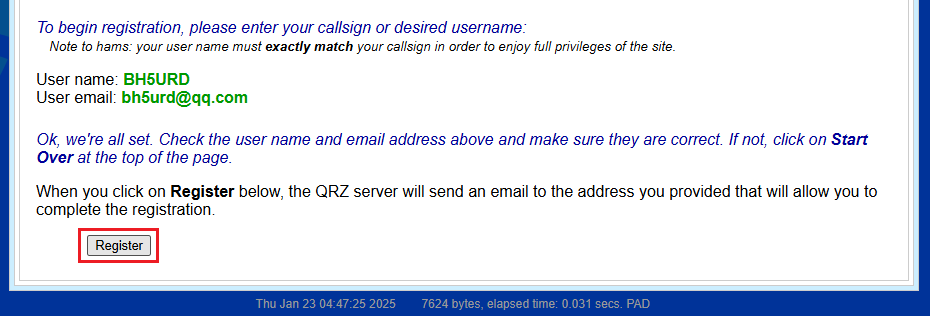 To begin registration, please enter your callsign or desired username:
Note to hams: your user name must exactly match your callsign in order to enjoy full privileges of the site.
User name: BH5URD
User email: bh5urd@qq.com
Ok, we're all set. Check the user name and email address above and make sure they are correct. If not, click on Start
Over at the top of the page.
When you click on Register below, the QRZ server will send an email to the address you provided that will allow you to
complete the registration.
Register
Thu Jan 23 04:47:25 2025 7624 bytes, elapsed time: 0.031 secs. PAD